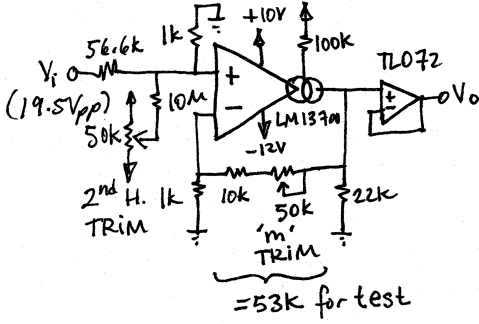 +10V
1k
100k
56.6k
TL072
Vi
+
10M
(19.5Vpp)
+
-
Vo
50k
-
LM13700
-12V
2nd H.
TRiM
1k
10k
50k
22k
'm'
TRiM
=53K for test